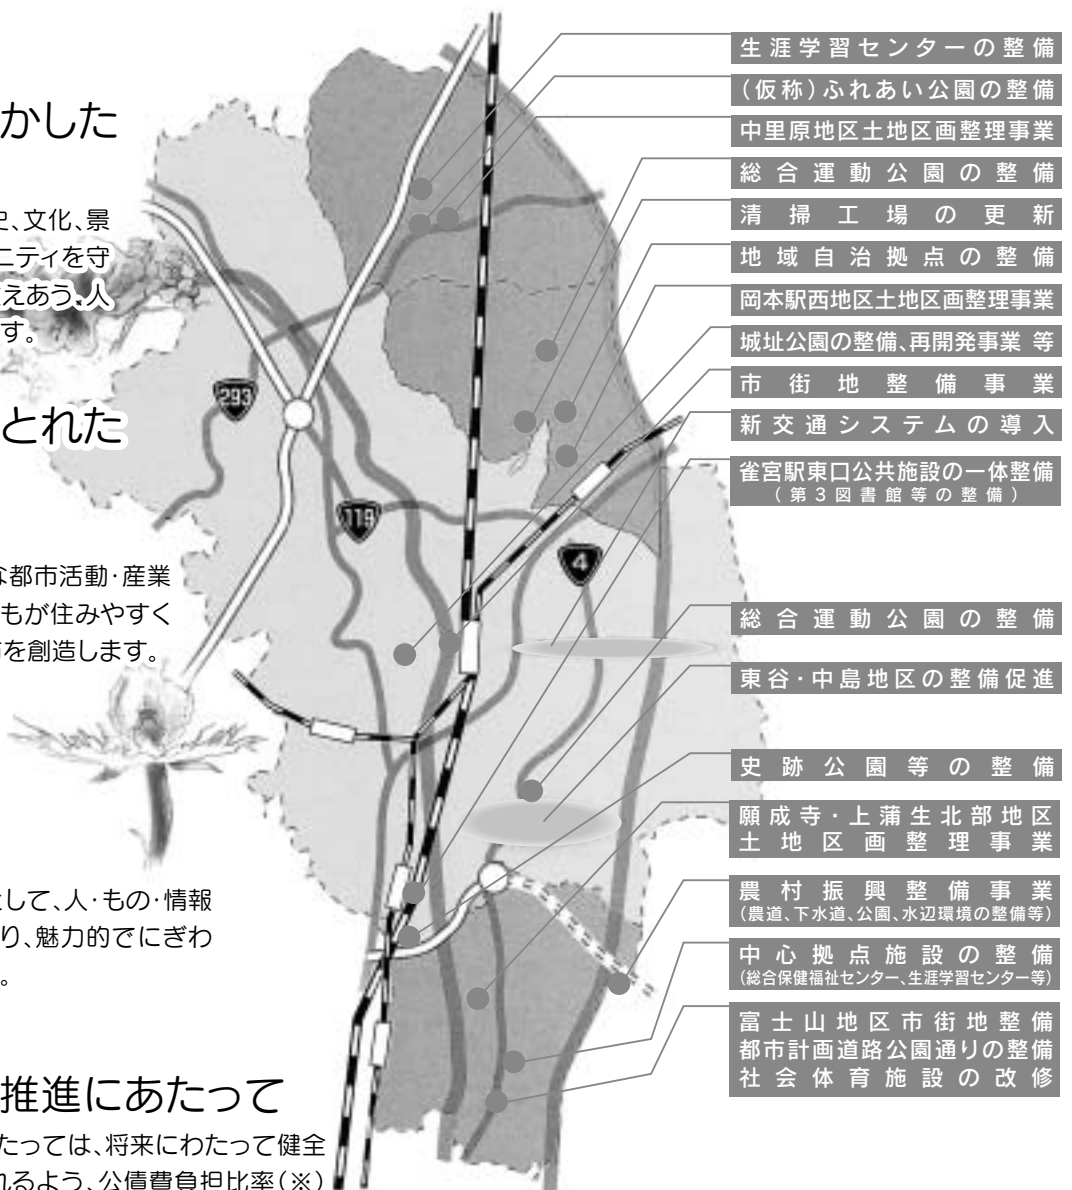 かした
史、文化、景
ニティを守
えあう、人
す。
とれた
な都市活動・産業
もが住みやすく
市を創造します。
して、人・もの・情報
り、魅力的でにぎわ
。
推進にあたって
たっては、将来にわたって健全
れるよう、公債費負担比率(※)
293
119
4
生涯学習センターの整備
(仮称)ふれあい公園の整備
中里原地区土地区画整理事業
総合運動公園の整備
清掃工場の更新
地域自治拠点の整備
岡本駅西地区土地区画整理事業
城址公園の整備、再開発事業 等
市街地整備事業
新交通システムの導入
雀宮駅東口公共施設の一体整備
(第3図書館等の整備)
総合運動公園の整備
東谷・中島地区の整備促進
史跡公園等の整備
願成寺・上蒲生北部地区
土地区画整理事業
農村振興整備事業
(農道、下水道、公園、水辺環境の整備等)
中心拠点施設の整備
(総合保健福祉センター、生涯学習センター等)
富士山地区市街地整備
都市計画道路公園通りの整備
社会体育施設の改修